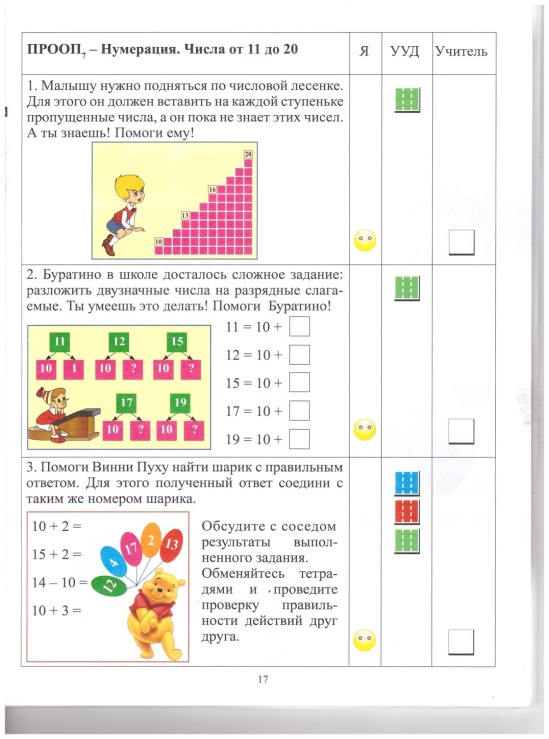 ПРООП7 – Нумерация. Числа от 11 до 20
Я
УУД
Учитель
1. Малышу нужно подняться по числовой лесенке.
Для этого он должен вставить на каждой ступеньке
пропущенные числа, а он пока не знает этих чисел.
А ты знаешь! Помоги ему!
20
16
13
10
2. Буратино в школе досталось сложное задание:
разложить двузначные числа на разрядные слага-
емые. Ты умеешь это делать! Помоги Буратино!
11 12 15
10 1 10 ? 10 ?
17 19
10 ? 10 ?
11 = 10 +
12 = 10 +
15 = 10 +
17 = 10 +
19 = 10 +
3. Помоги Винни Пуху найти шарик с правильным
ответом. Для этого полученный ответ соедини с
таким же номером шарика.
10 + 2 =
15 + 2 =
14 – 10 =
10 + 3 =
12 4 17 2 13
Обсудите с соседом
результаты выпол-
ненного задания.
Обменяйтесь тетра-
дями и проведите
проверку правиль-
ности действий друг
друга.
17